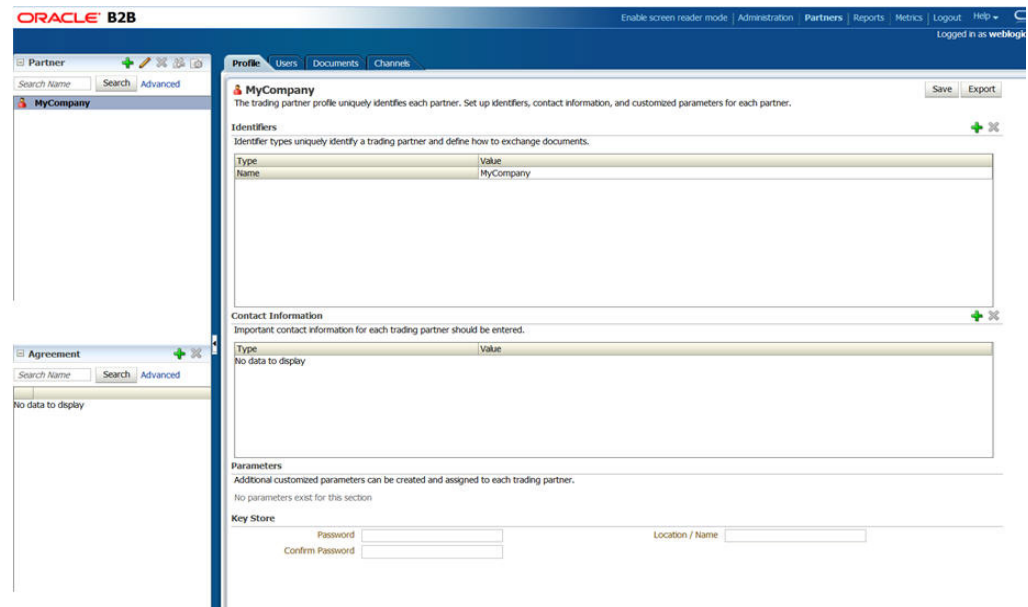 ORACLE B2B
Enable screen reader mode Administration Partners Reports Metrics Logout Help
Logged in as weblogic
Partner
Search Name Search Advanced
MyCompany
Agreement
Search Name Search Advanced
No data to display
Profile Users Documents Channels
MyCompany
Save Export
The trading partner profile uniquely identifies each partner. Set up identifiers, contact information, and customized parameters for each partner.
Identifiers
Identifier types uniquely identify a trading partner and define how to exchange documents.
Type Value
Name MyCompany
Contact Information
Important contact information for each trading partner should be entered.
Type Value
No data to display
Parameters
Additional customized parameters can be created and assigned to each trading partner.
No parameters exist for this section
Key Store
Password Location / Name
Confirm Password